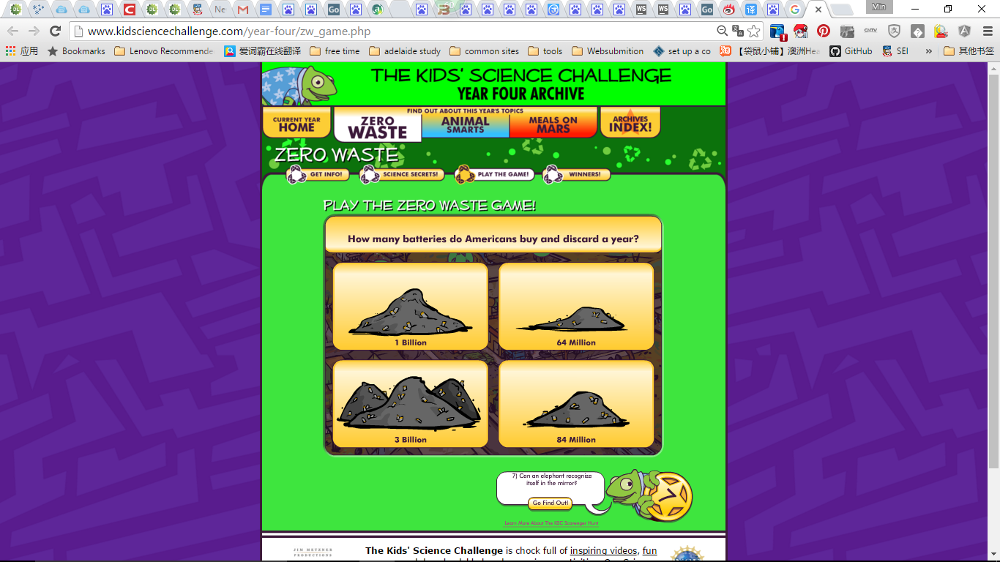 Ne
Go
WS
WS
Go
译
Min
www.kidsciencechallenge.com/year-four/zw_game.php
应用
Bookmarks
Lenovo Recommende
爱词霸在线翻译
free time
adelaide study
common sites
tools
Websubmition
set up a co
淘
【袋鼠小铺】澳洲Hea
GitHub
SEI
»
其他书签
THE KIDS' SCIENCE CHALLENGE
YEAR FOUR ARCHIVE
FIND OUT ABOUT THIS YEAR'S TOPICS
CURRENT YEAR
HOME
ZERO
WASTE
ANIMAL
SMARTS
MEALS ON
MARS
ARCHIVES
INDEX!
ZERO WASTE
GET INFO!
SCIENCE SECRETS!
PLAY THE GAME!
WINNERS!
PLAY THE ZERO WASTE GAME!
How many batteries do Americans buy and discard a year?
1 Billion
64 Million
3 Billion
84 Million
7) Can an elephant recognize
itself in the mirror?
Go Find Out!
7
Learn More About The KSC Scavenger Hunt
JIM METZNER
PRODUCTIONS
The Kids' Science Challenge is chock full of inspiring videos, fun